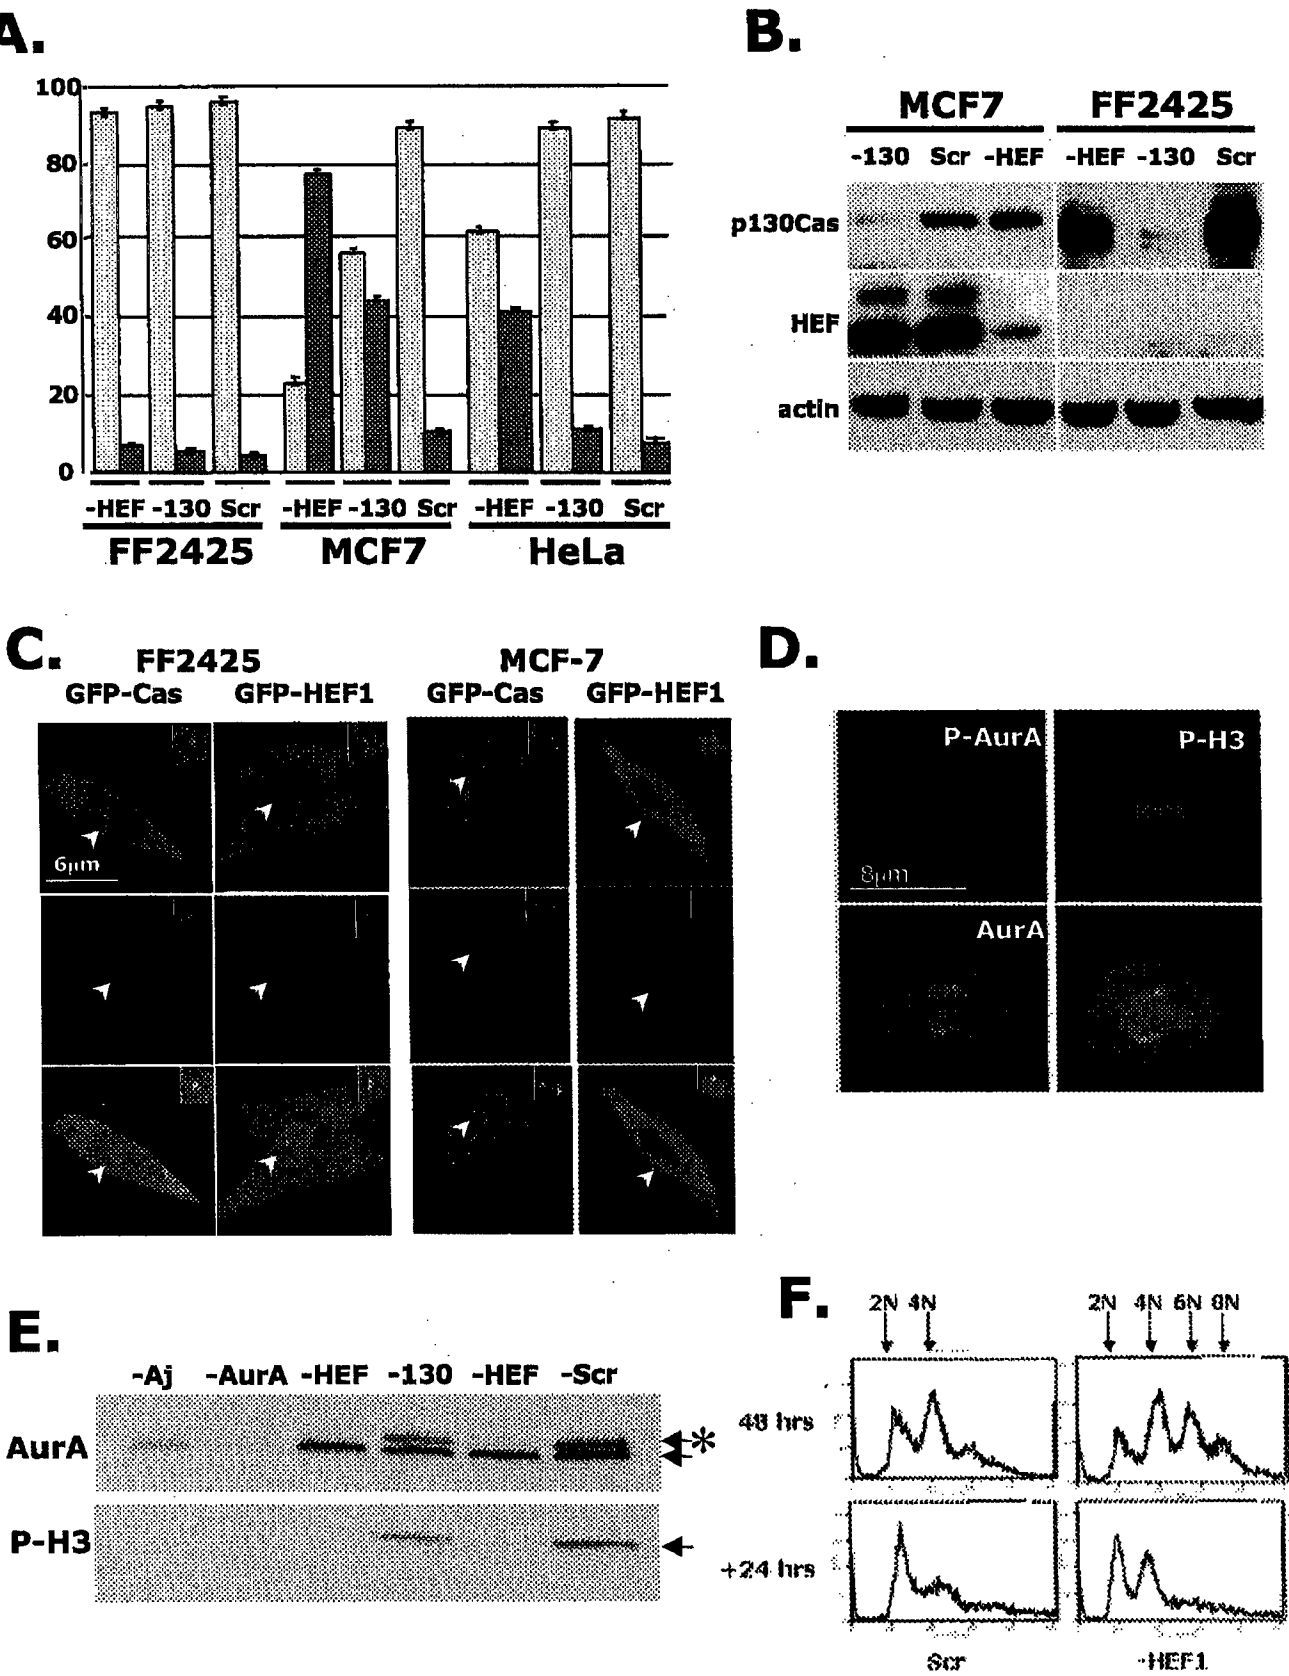 A.
100
80
60
40
20
0
-HEF -130 Scr -HEF -130 Scr -HEF -130 Scr
FF2425 MCF7 HeLa
B.
MCF7 FF2425
-130 Scr -HEF -HEF -130 Scr
p130Cas
HEF
actin
C.
FF2425 MCF-7
GFP-Cas GFP-HEF1 GFP-Cas GFP-HEF1
6µm
D.
P-AurA P-H3
8µm
AurA
E.
-Aj -AurA -HEF -130 -HEF -Scr
AurA
*
P-H3
F.
2N 4N 2N 4N 6N 8N
48 hrs
+24 hrs
Scr -HEF1